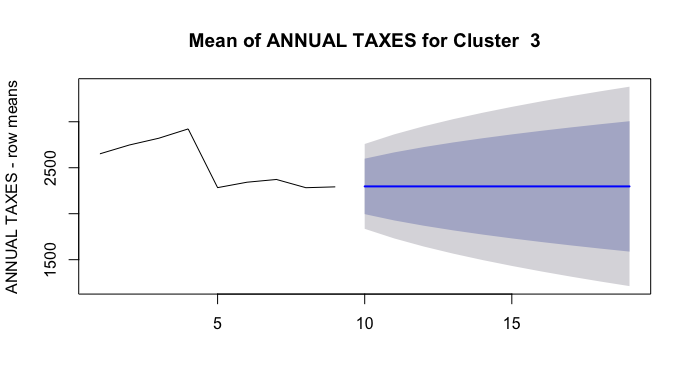 Mean of ANNUAL TAXES for Cluster  3
ANNUAL TAXES - row means
2500
1500
5 10 15